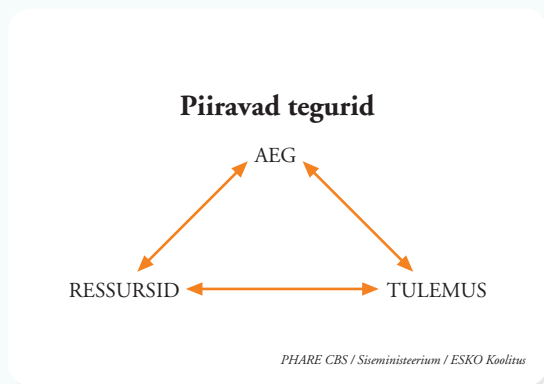 Piiravad tegurid
AEG
RESSURSID
TULEMUS
PHARE CBS / Siseministeerium / ESKO Koolitus